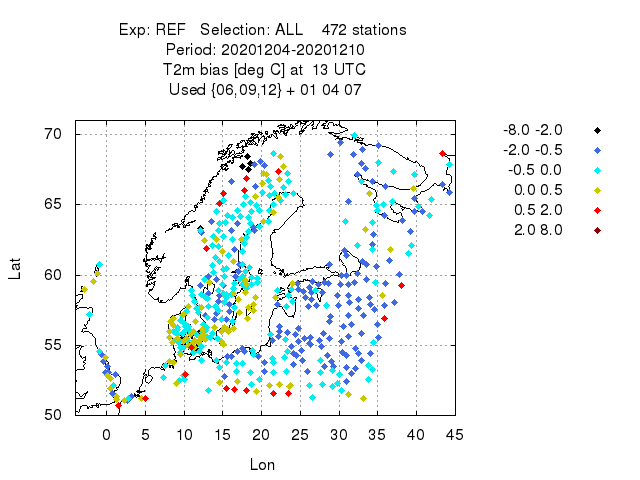 Exp: REF   Selection: ALL    472 stations
Period: 20201204-20201210
T2m bias [deg C] at  13 UTC
Used {06,09,12} + 01 04 07
-8.0 -2.0
-2.0 -0.5
-0.5 0.0
0.0 0.5
0.5 2.0
2.0 8.0
70
65
60
55
50
Lat
0 5 10 15 20 25 30 35 40 45
Lon